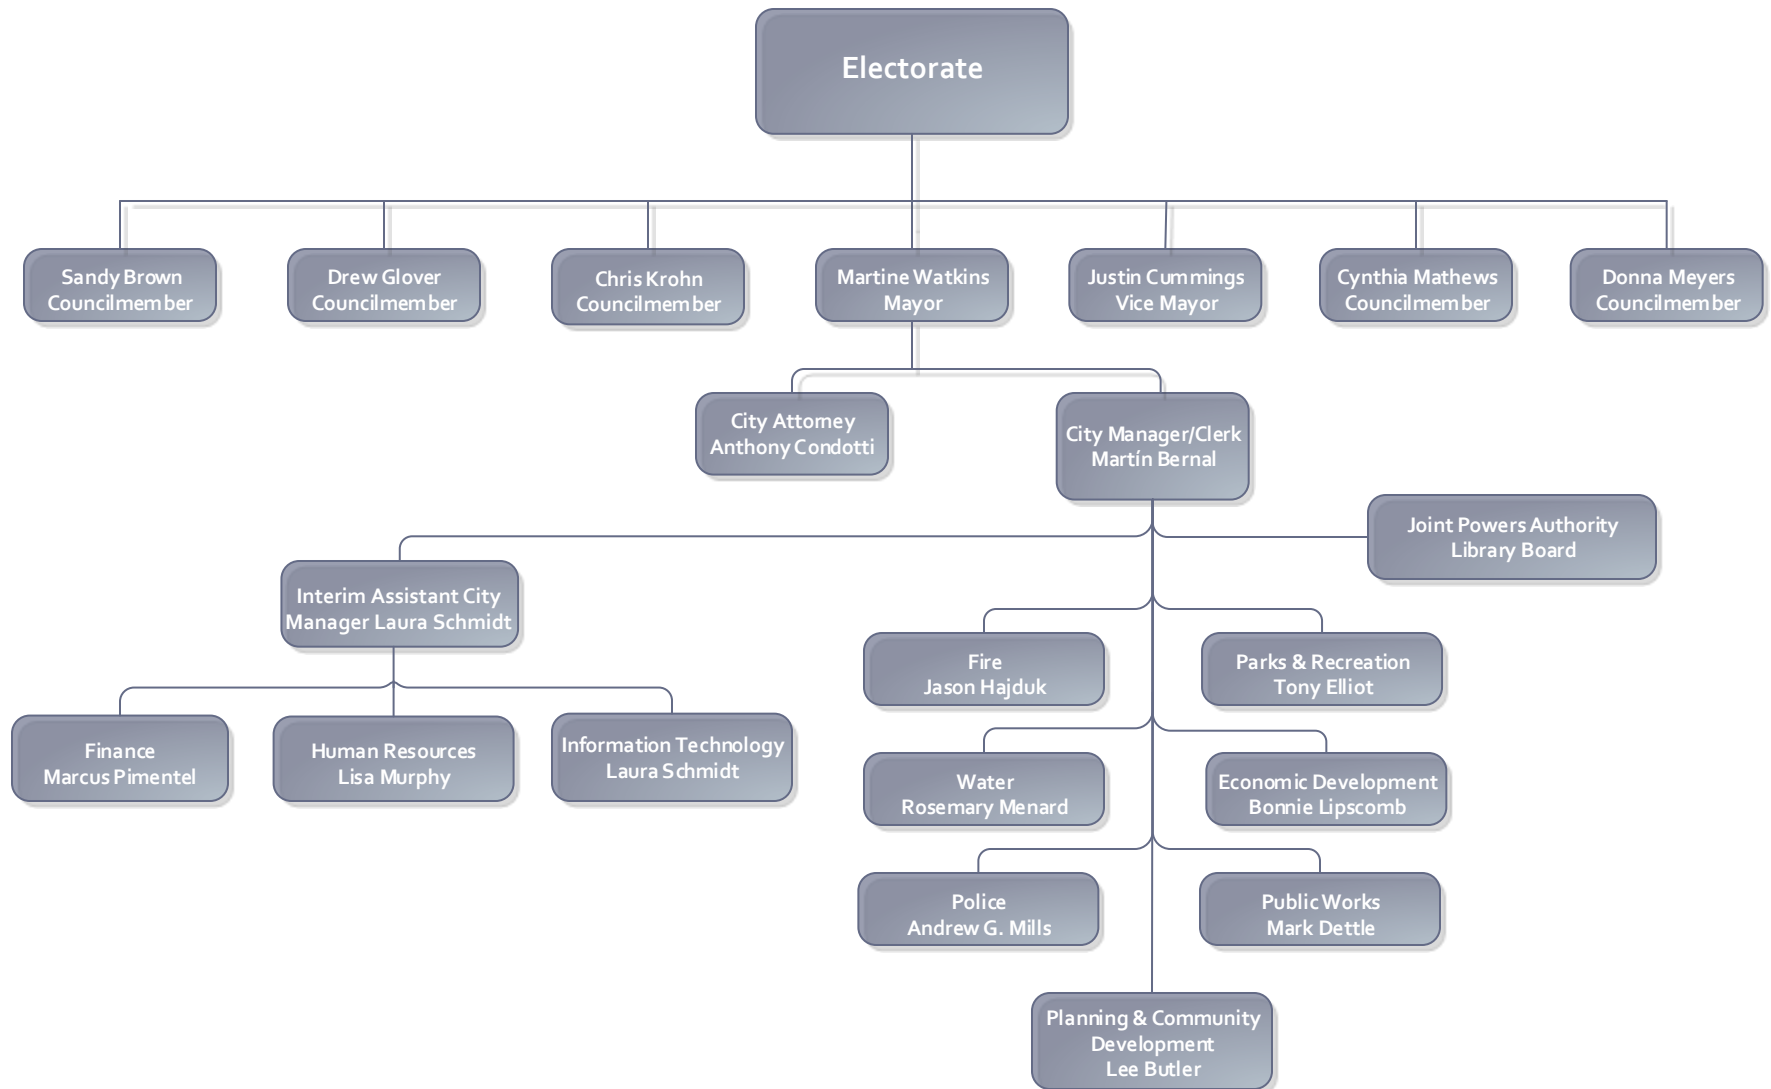 Electorate
Sandy Brown
Councilmember
Drew Glover
Councilmember
Chris Krohn
Councilmember
Martine Watkins
Mayor
Justin Cummings
Vice Mayor
Cynthia Mathews
Councilmember
Donna Meyers
Councilmember
City Attorney
Anthony Condotti
City Manager/Clerk
Martín Bernal
Joint Powers Authority
Library Board
Interim Assistant City
Manager Laura Schmidt
Fire
Jason Hajduk
Parks & Recreation
Tony Elliot
Finance
Marcus Pimentel
Human Resources
Lisa Murphy
Information Technology
Laura Schmidt
Water
Rosemary Menard
Economic Development
Bonnie Lipscomb
Police
Andrew G. Mills
Public Works
Mark Dettle
Planning & Community
Development
Lee Butler